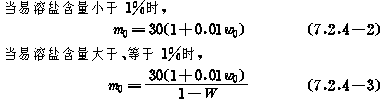 当易溶盐含量小于 1%时，
m₀＝30(1＋0.01w₀)　(7.2.4—2)
当易溶盐含量大于、等于 1%时，
m₀＝30(1＋0.01w₀)/(1－W)　(7.2.4—3)